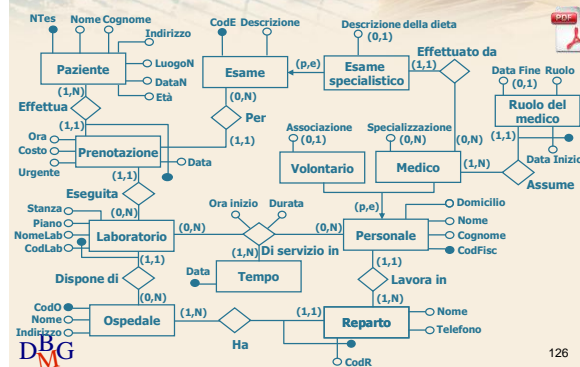 NTes
Nome Cognome
Indirizzo
CodE
Descrizione
Descrizione della dieta
(0,1)
PDF
Paziente
LuogoN
DataN
Età
Esame
(p,e)
Esame
specialistico
(1,1)
Effettuato da
Data Fine
Ruolo
(0,1)
Ruolo del
medico
(1,N)
Effettua
(1,1)
(0,N)
Per
(1,1)
Ora
Costo
Urgente
Prenotazione
Data
Associazione
(0,1)
Specializzazione
(0,N)
(0,N)
(1,1)
Volontario
Medico
(1,N)
Data Inizio
Assume
(1,1)
Eseguita
(0,N)
Stanza
Piano
NomeLab
CodLab
Laboratorio
(0,N)
Ora inizio
Durata
(0,N)
(p,e)
Personale
Domicilio
Nome
Cognome
CodFisc
(1,1)
(1,N)
Di servizio in
Data
Tempo
(1,1)
Lavora in
Dispone di
(0,N)
(1,N)
CodO
Nome
Indirizzo
Ospedale
(1,N)
Ha
(1,1)
Reparto
Nome
Telefono
CodR
DBMG
126